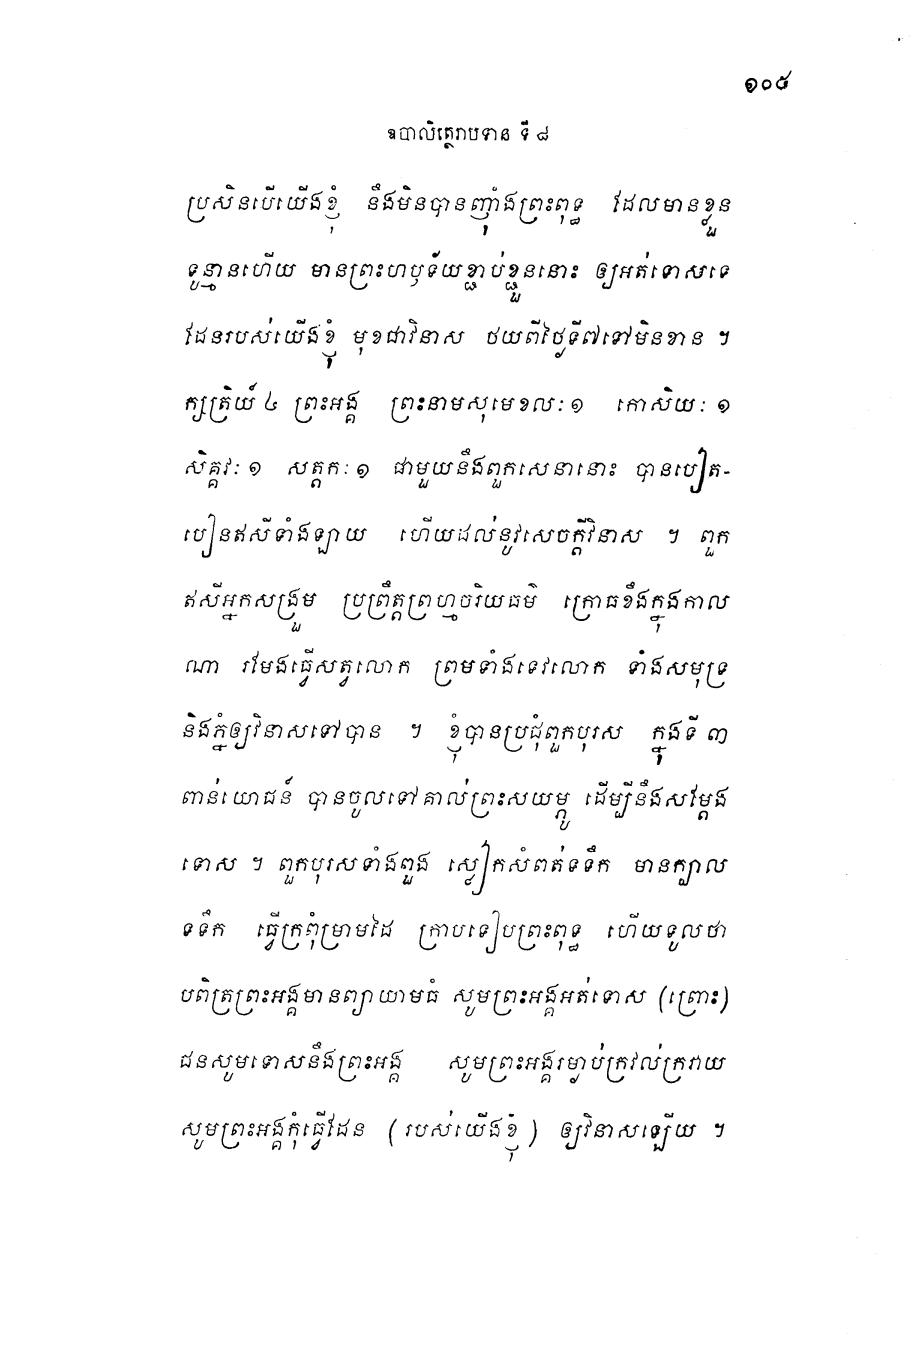 ១០៥
ឧបាលិត្ថេរាបទាន ទី ៨
ប្រសិនបើយើងខ្ញុំ នឹងមិនបានញ៉ាំងព្រះពុទ្ធ ដែលមានខ្លួន
ទូន្មានហើយ មានព្រះហឫទ័យខ្ជាប់ខ្ជួននោះ ឲ្យអត់ទោសទេ
ដែនរបស់យើងខ្ញុំ មុខជាវិនាស ថយពីថ្ងៃទី៧ទៅមិនខាន ។
ក្សត្រិយ៍ ៤ ព្រះអង្គ ព្រះនាមសុមេខលៈ ១ កោសិយៈ ១
សិគ្គវៈ ១ សត្តកៈ ១ ជាមួយនឹងពួកសេនានោះ បានបៀត-
បៀនឥសីទាំងឡាយ ហើយដល់នូវសេចក្តីវិនាស ។ ពួក
ឥសីអ្នកសង្រួម ប្រព្រឹត្តព្រហ្មចរិយធម៌ ក្រោធខឹងក្នុងកាល
ណា រមែងធ្វើសត្វលោក ព្រមទាំងទេវលោក ទាំងសមុទ្រ
និងភ្នំឲ្យវិនាសទៅបាន ។ ខ្ញុំបានប្រជុំពួកបុរស ក្នុងទី ៣
ពាន់យោជន៍ បានចូលទៅគាល់ព្រះសយម្ភូ ដើម្បីនឹងសម្តែង
ទោស ។ ពួកបុរសទាំងពួង ស្លៀកសំពត់ទទឹក មានក្បាល
ទទឹក ធ្វើក្រពុំម្រាមដៃ ក្រាបទៀបព្រះពុទ្ធ ហើយទូលថា
បពិត្រព្រះអង្គមានព្យាយាមធំ សូមព្រះអង្គអត់ទោស (ព្រោះ)
ជនសូមទោសនឹងព្រះអង្គ សូមព្រះអង្គរម្ងាប់ក្រវល់ក្រវាយ
សូមព្រះអង្គកុំធ្វើដែន (របស់យើងខ្ញុំ) ឲ្យវិនាសឡើយ ។